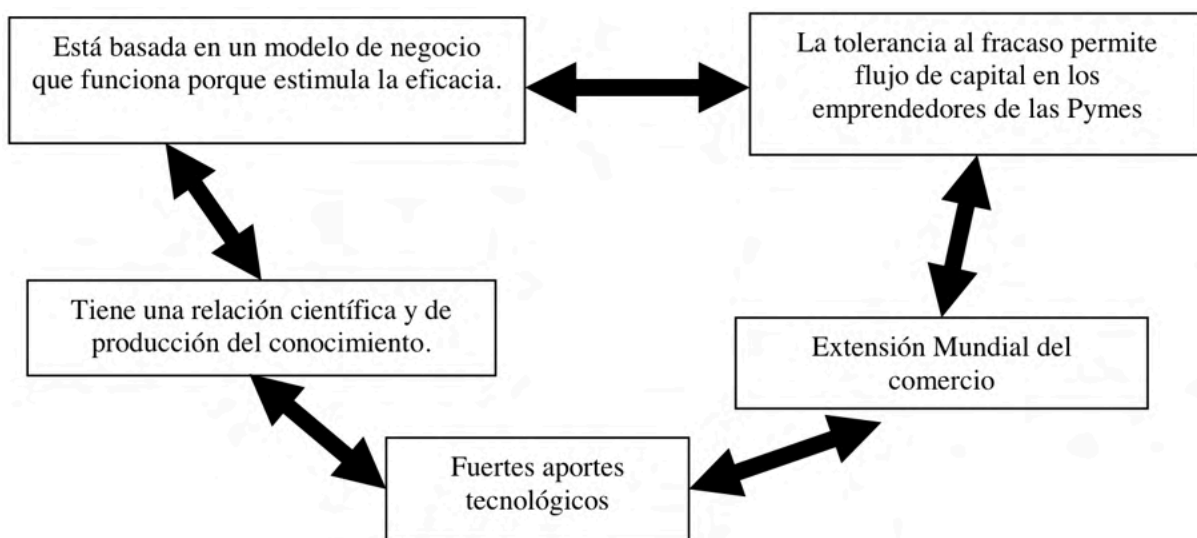 Está basada en un modelo de negocio
que funciona porque estimula la eficacia.
La tolerancia al fracaso permite
flujo de capital en los
emprendedores de las Pymes
Tiene una relación científica y de
producción del conocimiento.
Extensión Mundial del
comercio
Fuertes aportes
tecnológicos